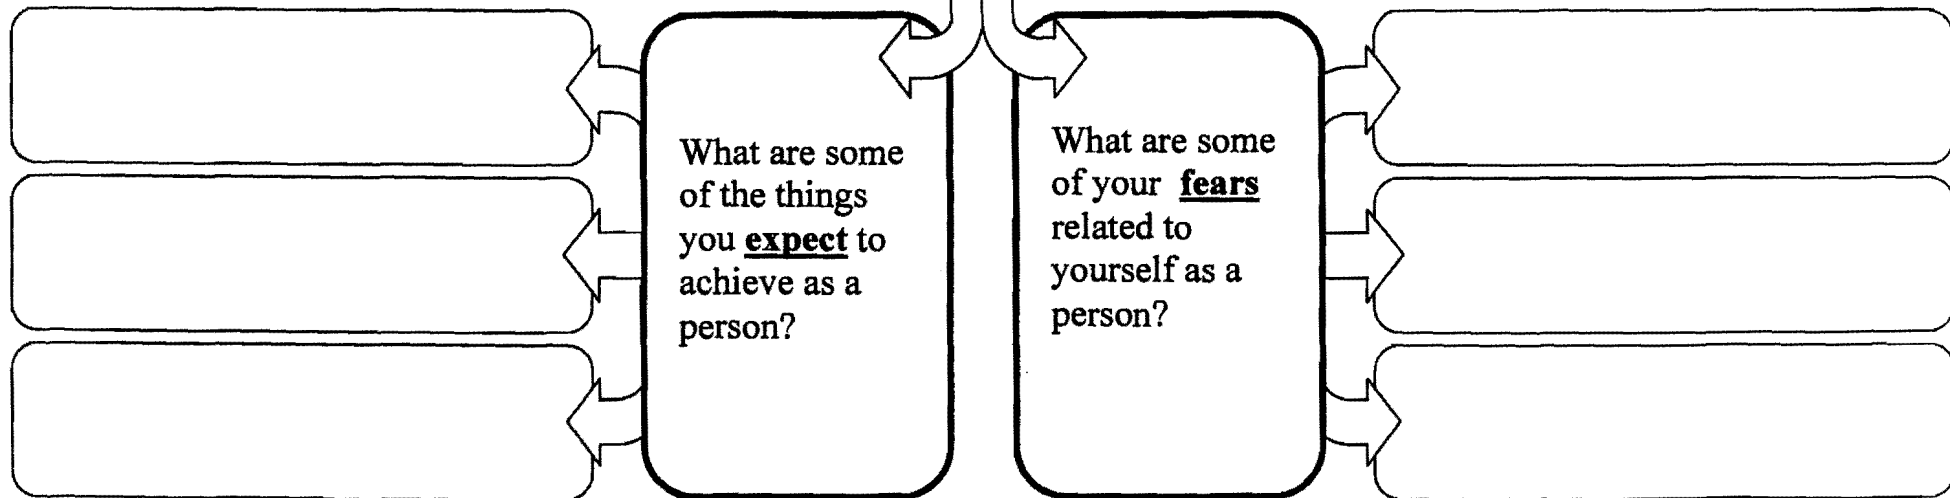 What are some
of the things
you expect to
achieve as a
person?
What are some
of your fears
related to
yourself as a
person?